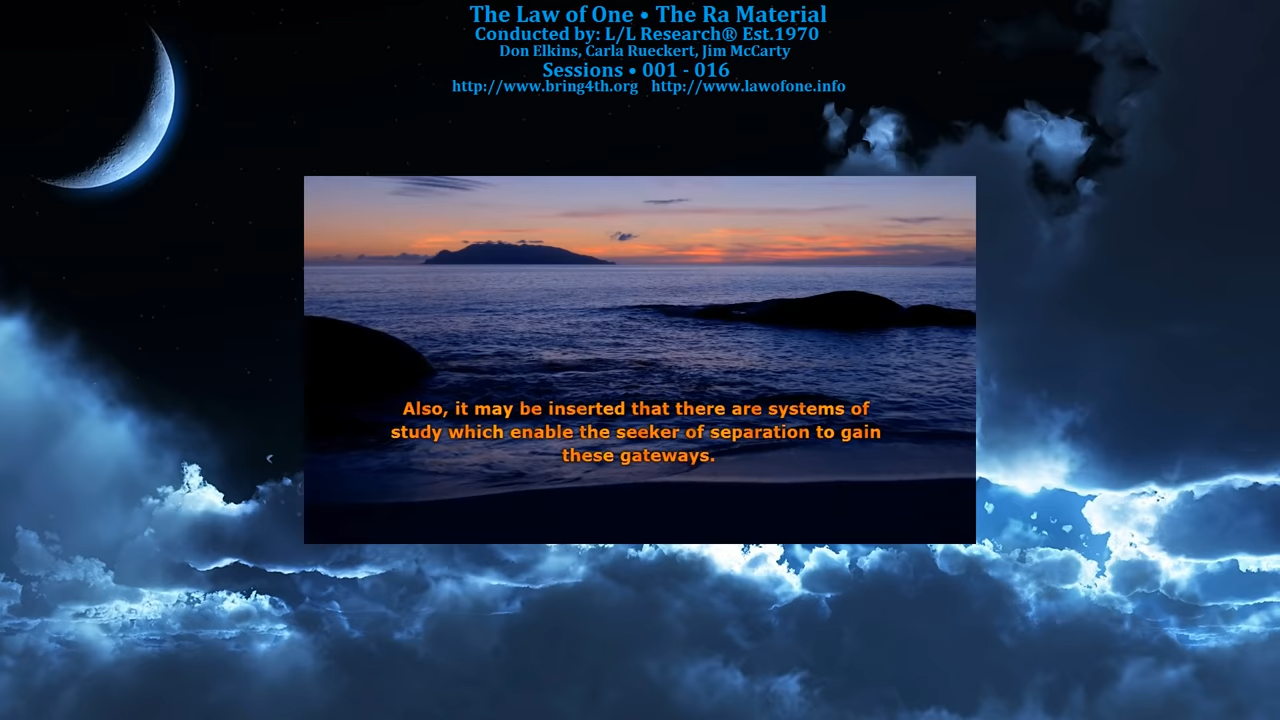 The Law of One • The Ra Material
Conducted by: L/L Research® Est.1970
Don Elkins, Carla Rueckert, Jim McCarty
Sessions • 001 - 016
http://www.bring4th.org http://www.lawofone.info
Also, it may be inserted that there are systems of
study which enable the seeker of separation to gain
these gateways.